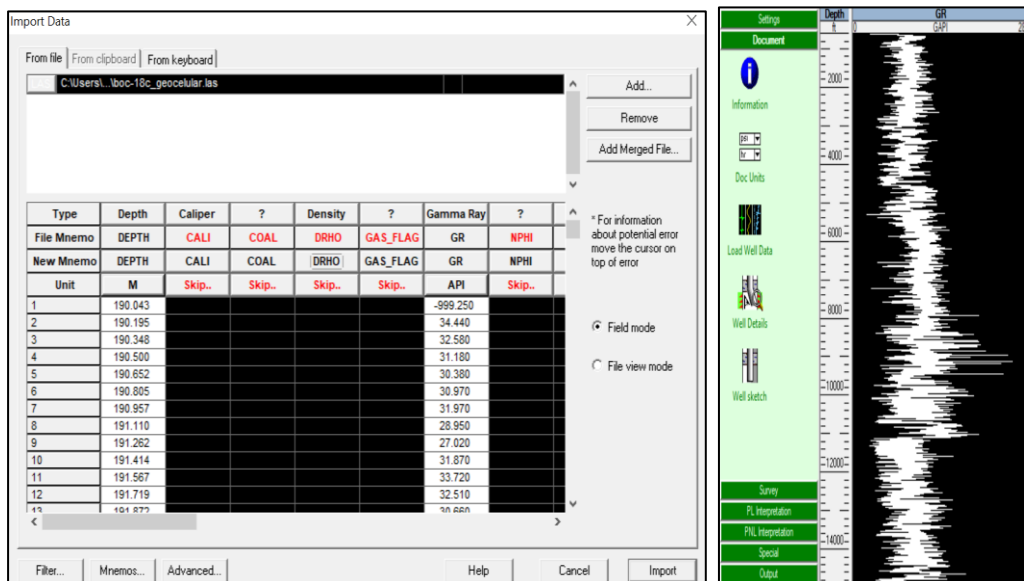 Import Data
From file From clipboard From keyboard
C:\Users\...\boc-18c_geocelular.las
Add...
Remove
Add Merged File...
Type Depth Caliper ? Density ? Gamma Ray ?
File Mnemo DEPTH CALI COAL DRHO GAS_FLAG GR NPHI
New Mnemo DEPTH CALI COAL DRHO GAS_FLAG GR NPHI
Unit M Skip.. Skip.. Skip.. Skip.. API Skip..
1 190.043 -999.250
2 190.195 34.440
3 190.348 32.580
4 190.500 31.180
5 190.652 30.380
6 190.805 30.970
7 190.957 31.970
8 191.110 28.950
9 191.262 27.020
10 191.414 31.870
11 191.567 33.720
12 191.719 32.510
13 191.872 30.660
* For information
about potential error
move the cursor on
top of error
Field mode
File view mode
Filter... Mnemos... Advanced... Help Cancel Import
Settings
Document
Information
psi
hr
Doc Units
Load Well Data
Well Details
Well sketch
Survey
PL Interpretation
PNL Interpretation
Special
Output
Depth GR
ft 0 GAPI
2000
4000
6000
8000
10000
12000
14000